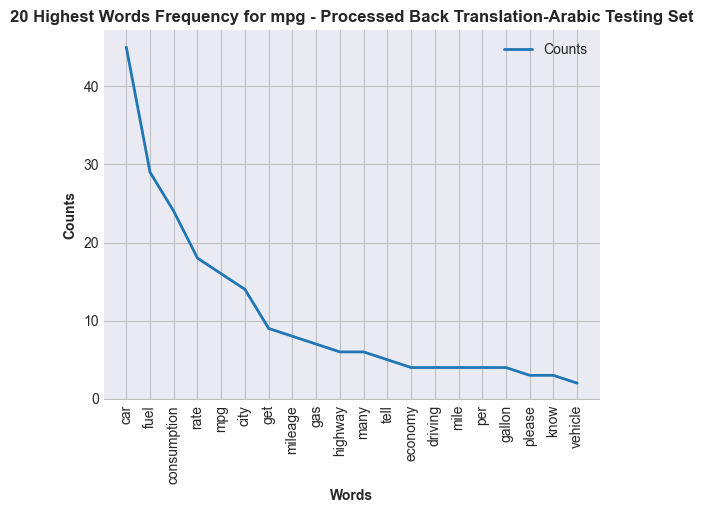 20 Highest Words Frequency for mpg - Processed Back Translation-Arabic Testing Set
Counts
40
30
20
10
0
Counts
car
fuel
consumption
rate
mpg
city
get
mileage
gas
highway
many
tell
economy
driving
mile
per
gallon
please
know
vehicle
Words